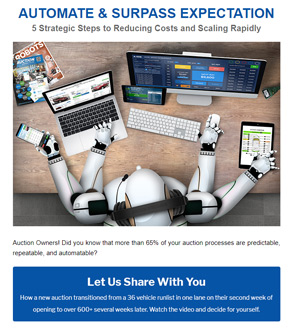 AUTOMATE & SURPASS EXPECTATION
5 Strategic Steps to Reducing Costs and Scaling Rapidly
ROBOTS
Auction Owners! Did you know that more than 65% of your auction processes are predictable,
repeatable, and automatable?
Let Us Share With You
How a new auction transitioned from a 36 vehicle runlist in one lane on their second week of
opening to over 600+ several weeks later. Watch the video and decide for yourself.